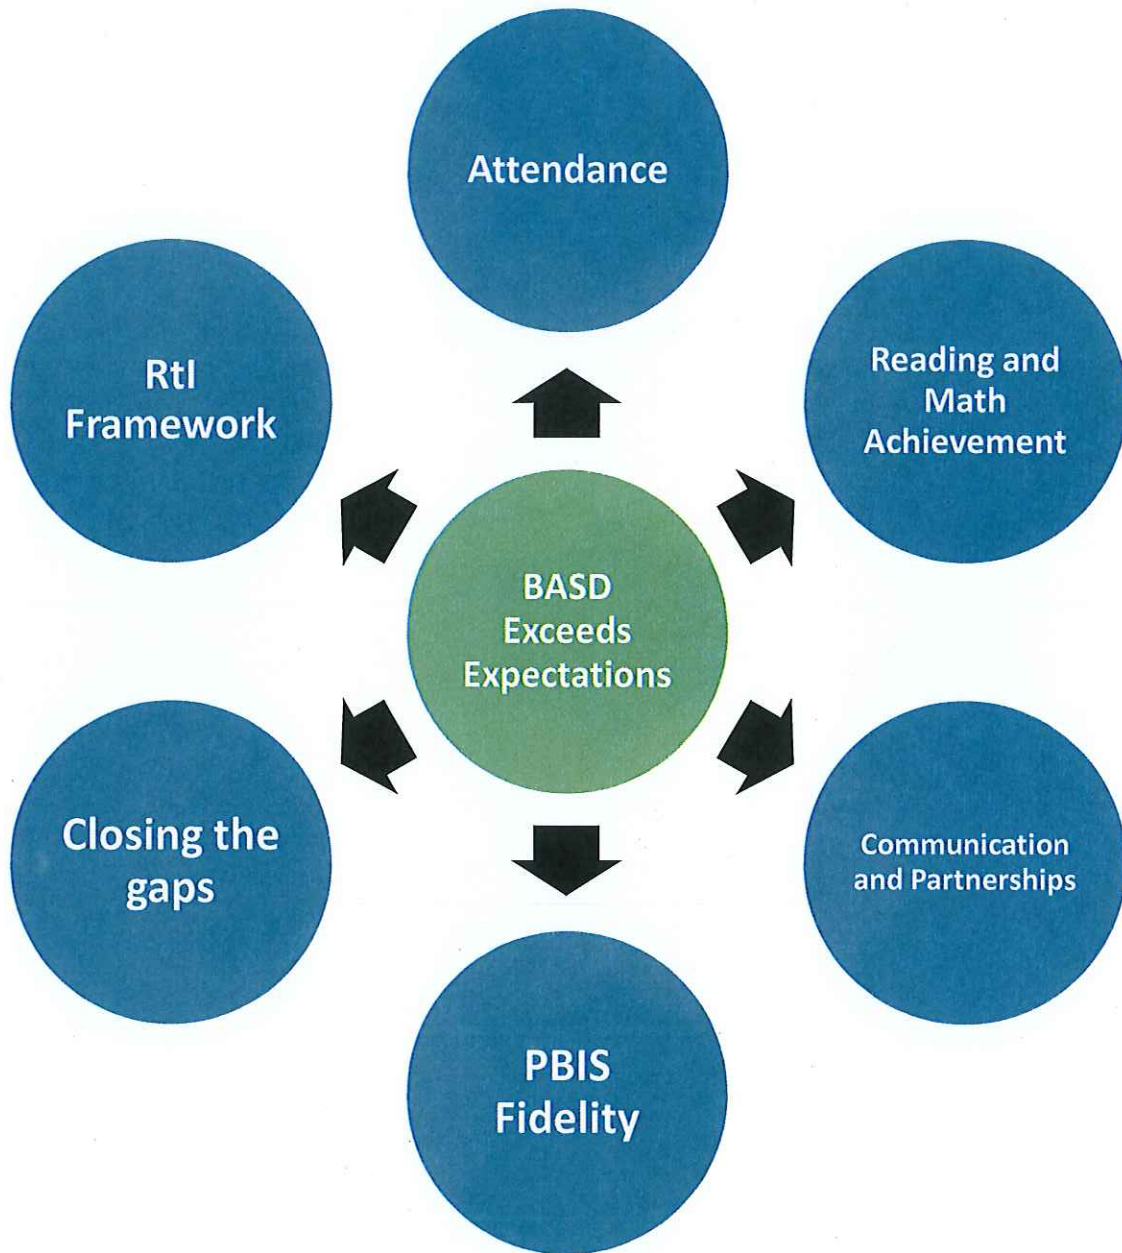 Attendance
Reading and
Math
Achievement
Communication
and Partnerships
PBIS
Fidelity
Closing the
gaps
RtI
Framework
BASD
Exceeds
Expectations